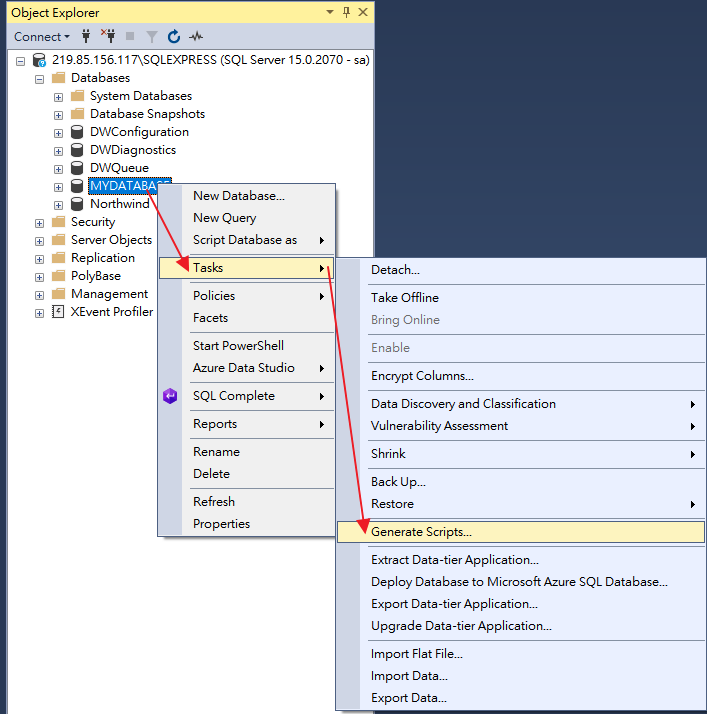 Object Explorer
Connect
219.85.156.117\SQLEXPRESS (SQL Server 15.0.2070 - sa)
Databases
System Databases
Database Snapshots
DWConfiguration
DWDiagnostics
DWQueue
MYDATABASE
Northwind
Security
Server Objects
Replication
PolyBase
Management
XEvent Profiler
New Database...
New Query
Script Database as
Tasks
Policies
Facets
Start PowerShell
Azure Data Studio
SQL Complete
Reports
Rename
Delete
Refresh
Properties
Detach...
Take Offline
Bring Online
Enable
Encrypt Columns...
Data Discovery and Classification
Vulnerability Assessment
Shrink
Back Up...
Restore
Generate Scripts...
Extract Data-tier Application...
Deploy Database to Microsoft Azure SQL Database...
Export Data-tier Application...
Upgrade Data-tier Application...
Import Flat File...
Import Data...
Export Data...